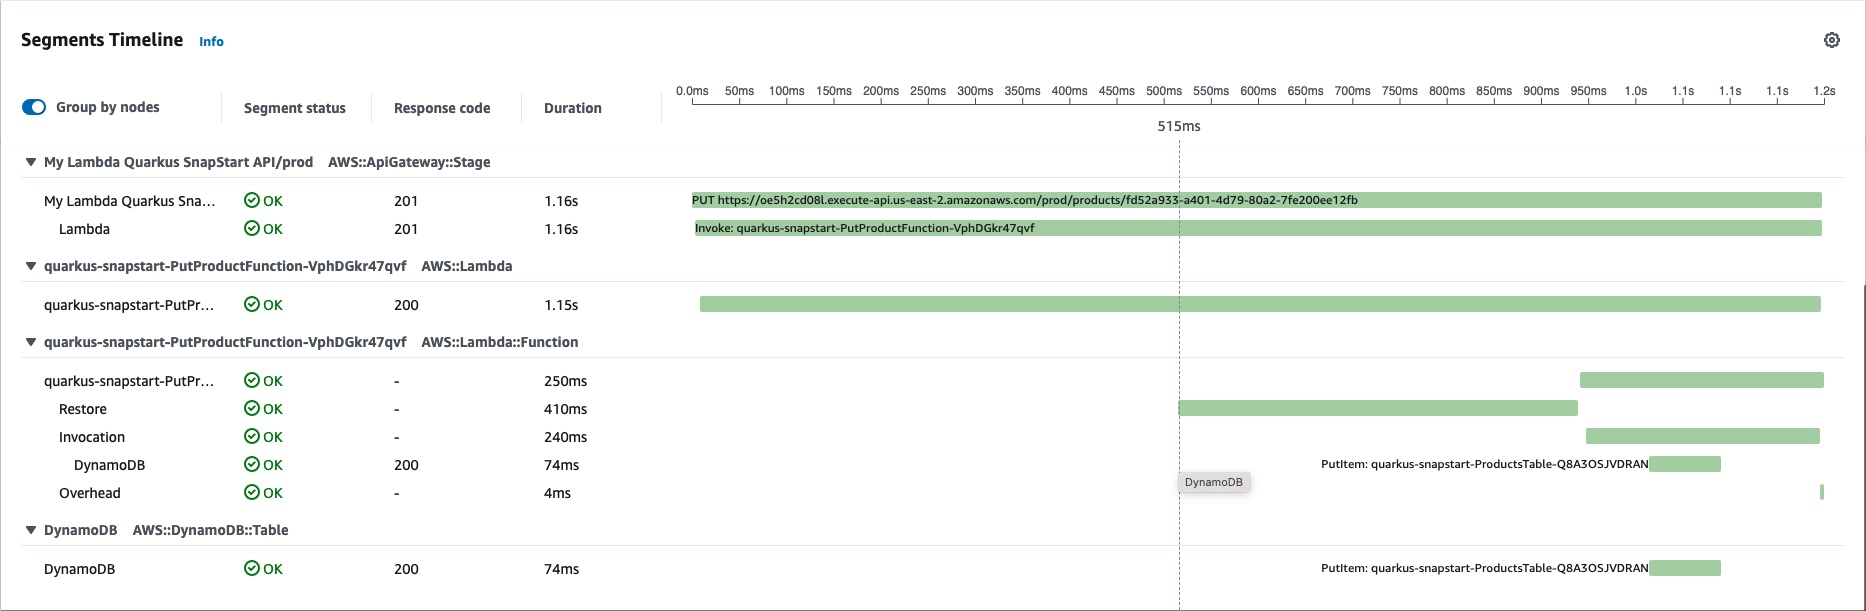 Segments Timeline Info
Group by nodes Segment status Response code Duration 0.0ms 50ms 100ms 150ms 200ms 250ms 300ms 350ms 400ms 450ms 500ms 550ms 600ms 650ms 700ms 750ms 800ms 850ms 900ms 950ms 1.0s 1.1s 1.1s 1.1s 1.2s
515ms
My Lambda Quarkus SnapStart API/prod AWS::ApiGateway::Stage
My Lambda Quarkus Sna... OK 201 1.16s PUT https://oe5h2cd08l.execute-api.us-east-2.amazonaws.com/prod/products/fd52a933-a401-4d79-80a2-7fe200ee12fb
Lambda OK 201 1.16s Invoke: quarkus-snapstart-PutProductFunction-VphDGkr47qvf
quarkus-snapstart-PutProductFunction-VphDGkr47qvf AWS::Lambda
quarkus-snapstart-PutPr... OK 200 1.15s
quarkus-snapstart-PutProductFunction-VphDGkr47qvf AWS::Lambda::Function
quarkus-snapstart-PutPr... OK - 250ms
Restore OK - 410ms
Invocation OK - 240ms
DynamoDB OK 200 74ms PutItem: quarkus-snapstart-ProductsTable-Q8A3OSJVDRAN
DynamoDB
Overhead OK - 4ms
DynamoDB AWS::DynamoDB::Table
DynamoDB OK 200 74ms PutItem: quarkus-snapstart-ProductsTable-Q8A3OSJVDRAN